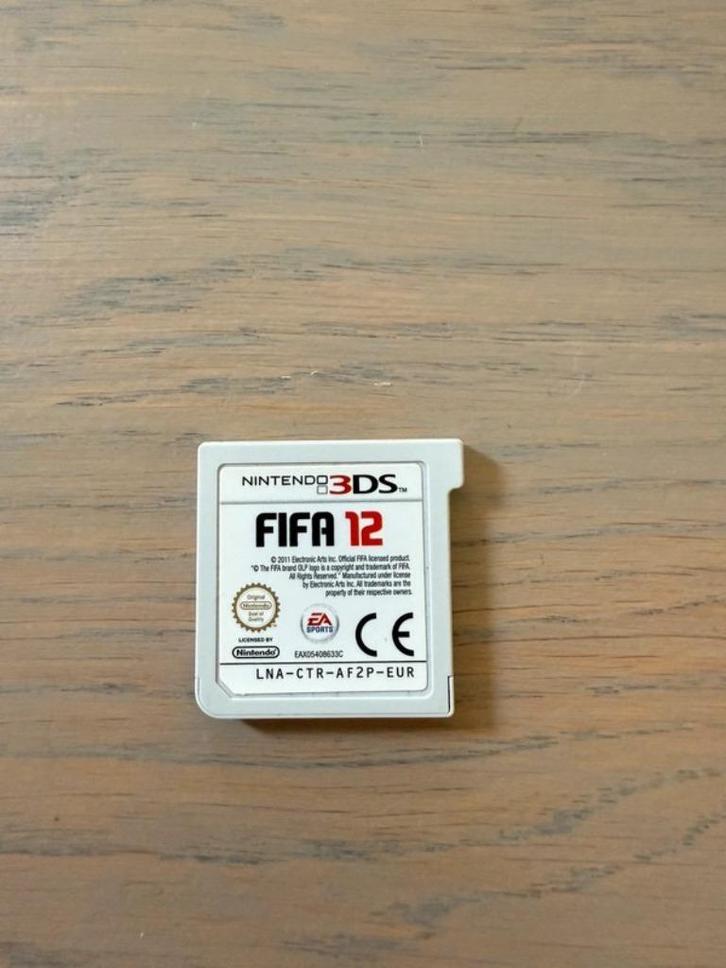 NINTENDO 3DS™
FIFA 12
© 2011 Electronic Arts Inc. Official FIFA licensed product.
"© The FIFA brand OLP logo is a copyright and trademark of FIFA.
All Rights Reserved." Manufactured under license
by Electronic Arts Inc. All trademarks are the
property of their respective owners.
Original
Nintendo
Seal of
Quality
LICENSED BY
Nintendo
EA
SPORTS
EAX05408633C
CE
LNA-CTR-AF2P-EUR